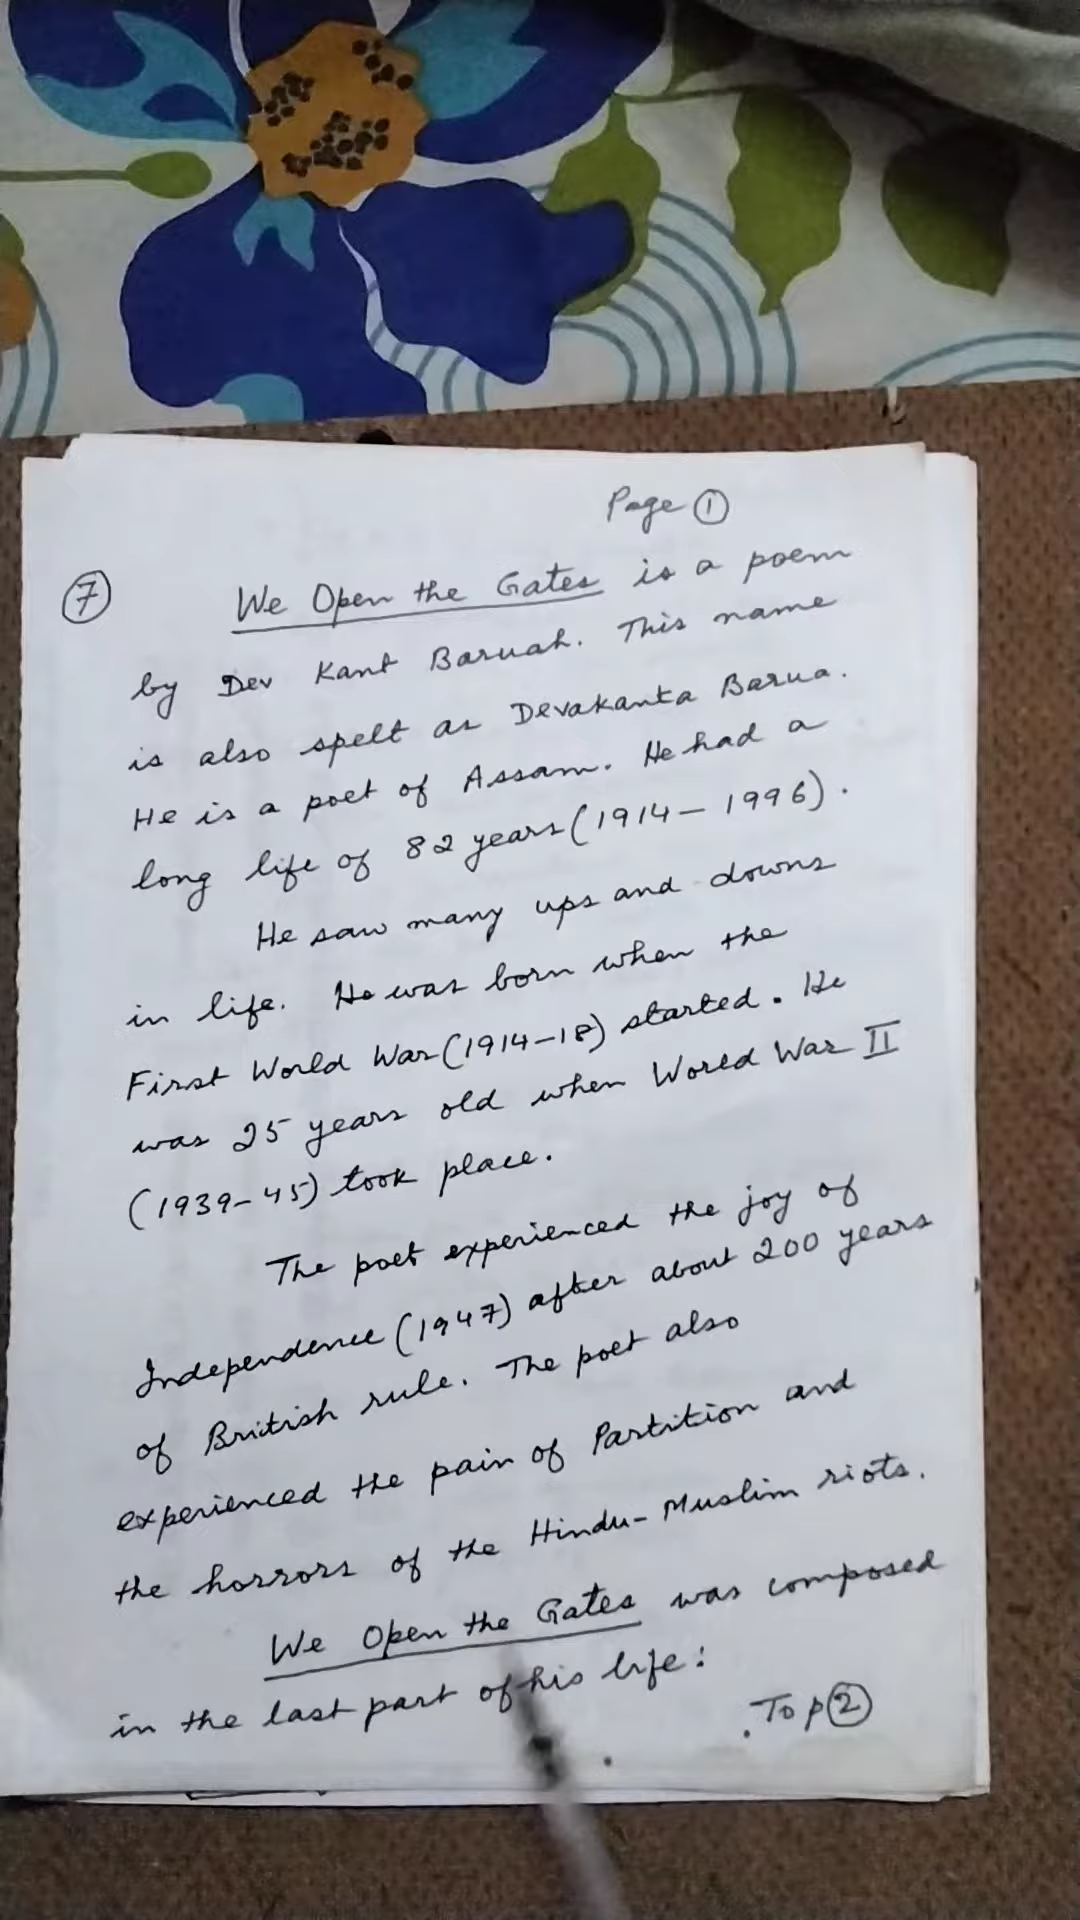 Page ①
⑦ We Open the Gates is a poem
by Dev Kant Baruah. This name
is also spelt as Devakanta Barua.
He is a poet of Assam. He had a
long life of 82 years (1914 - 1996).
He saw many ups and downs
in life. He was born when the
First World War (1914-18) started. He
was 25 years old when World War II
(1939-45) took place.
The poet experienced the joy of
Independence (1947) after about 200 years
of British rule. The poet also
experienced the pain of Partition and
the horrors of the Hindu-Muslim riots.
We Open the Gates was composed
in the last part of his life:
To p②